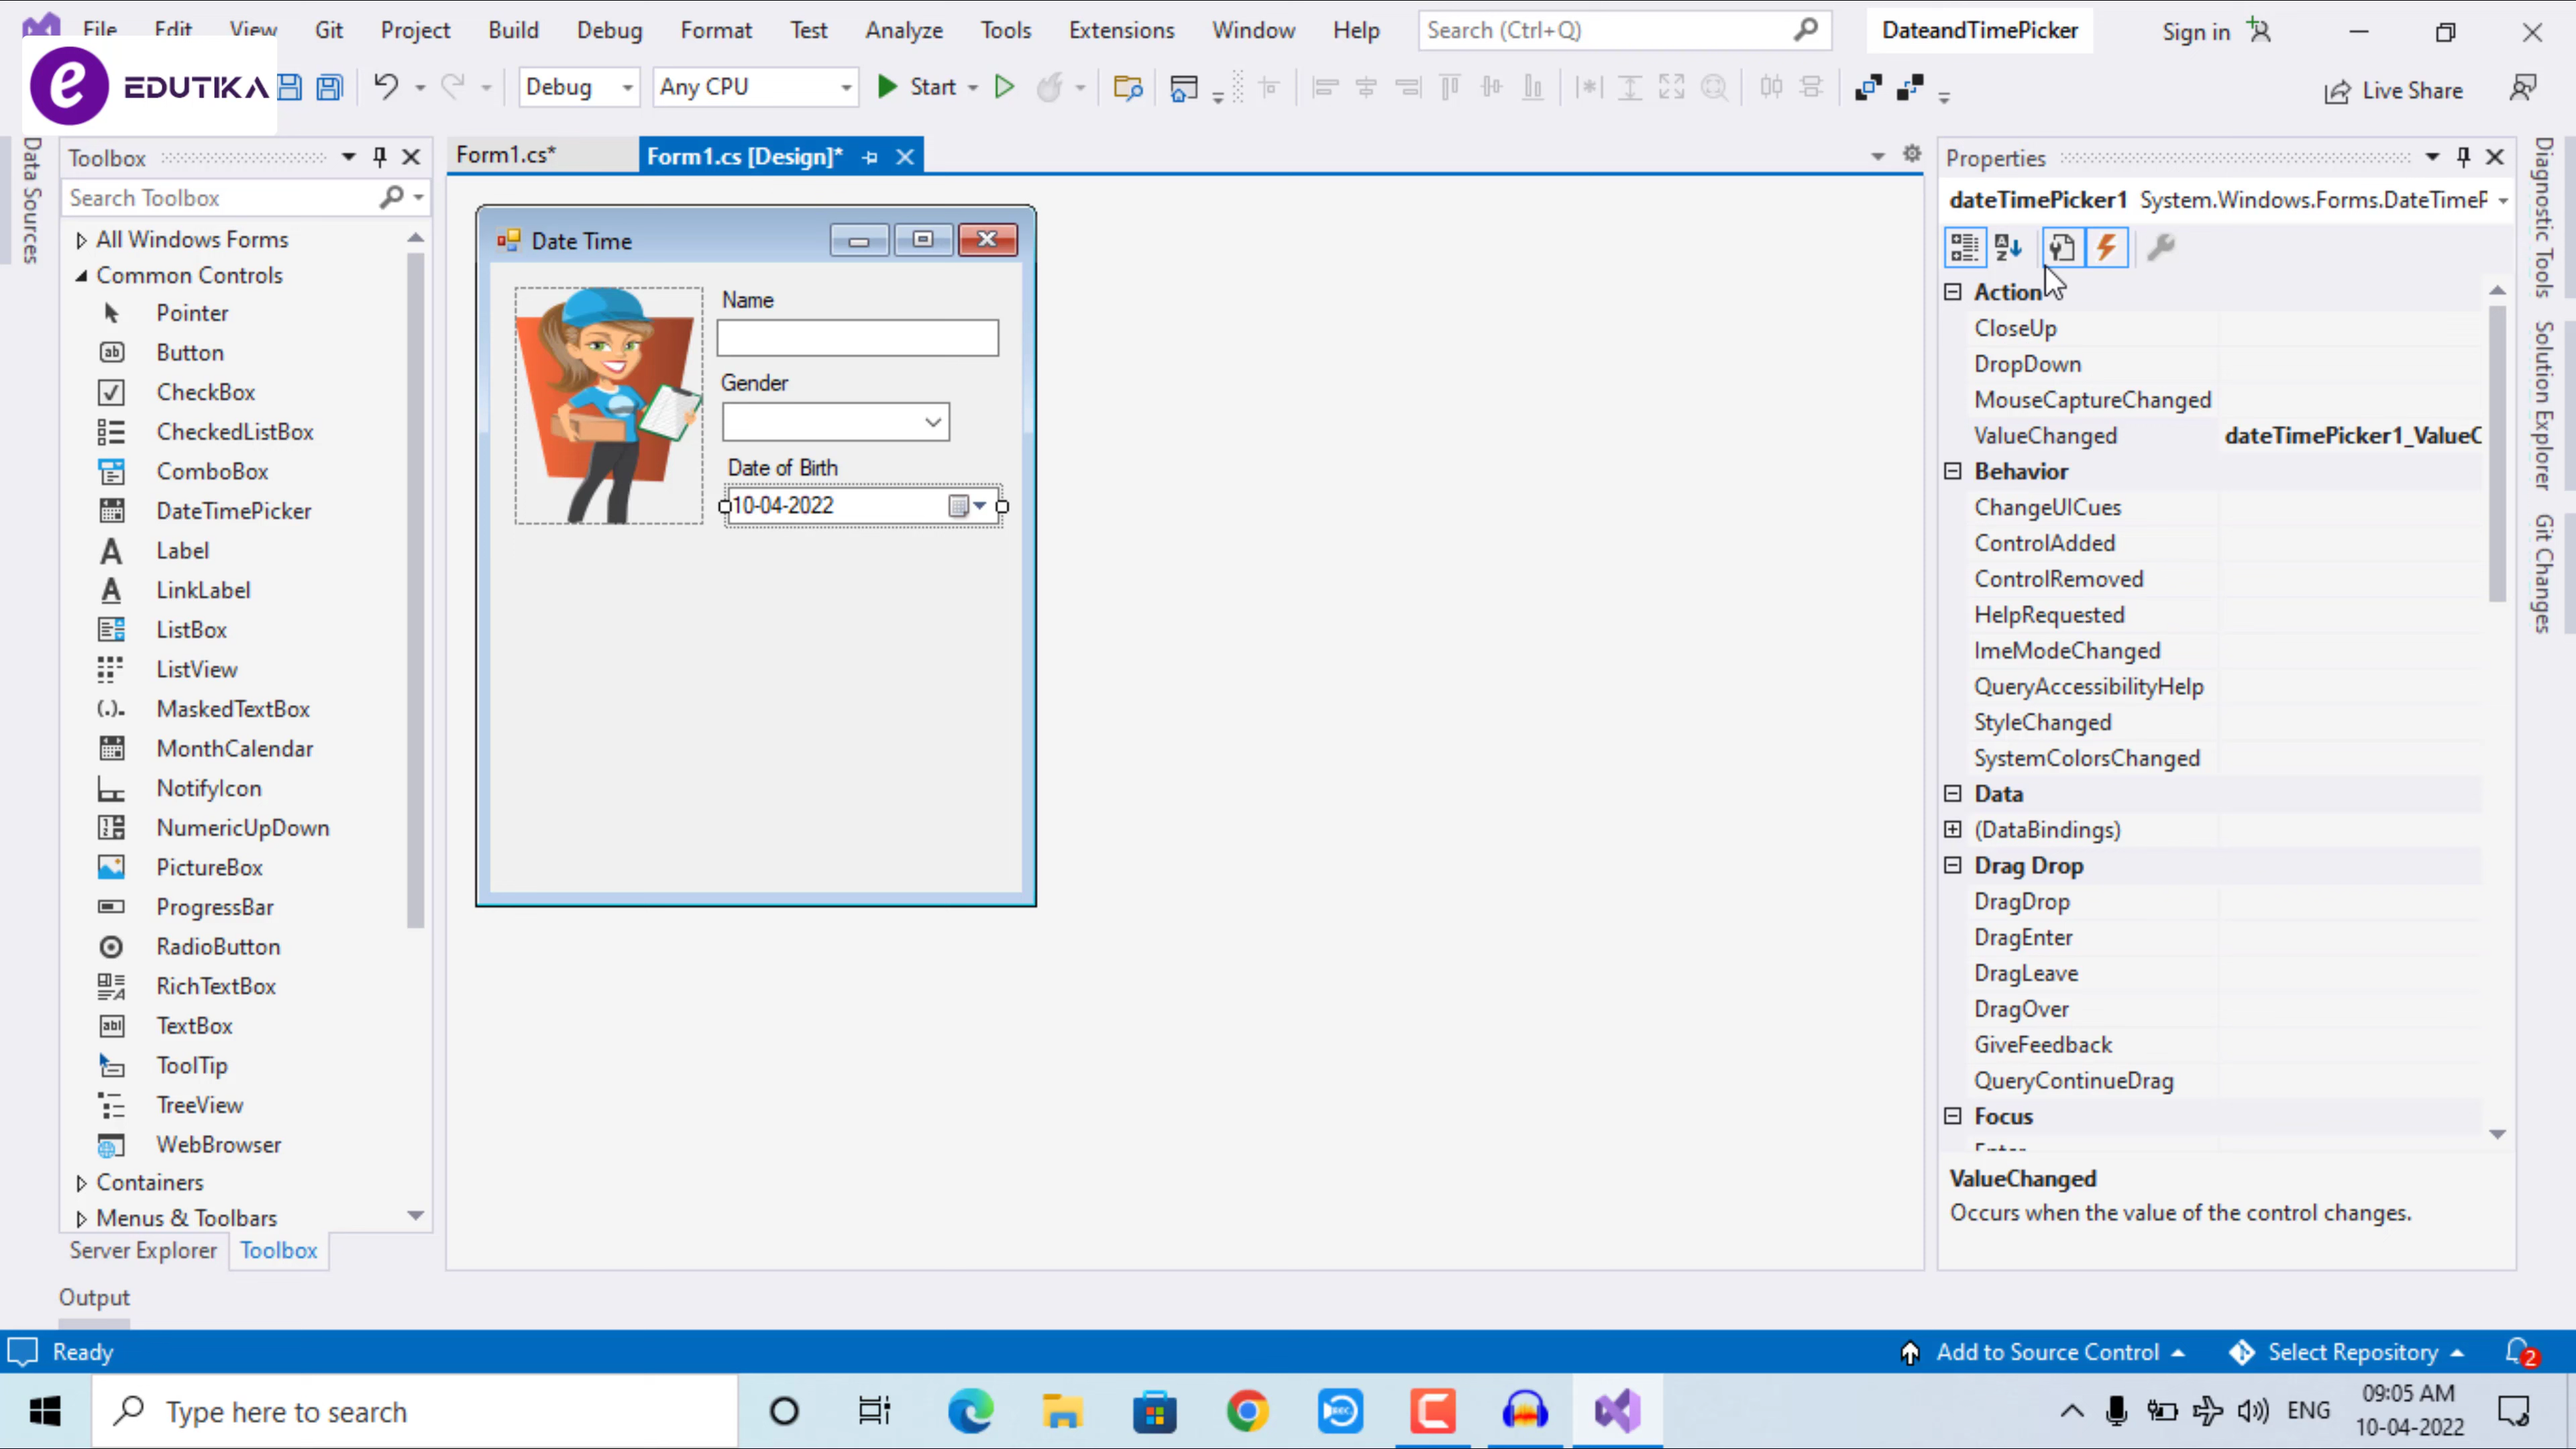 File Edit View Git Project Build Debug Format Test Analyze Tools Extensions Window Help Search (Ctrl+Q) DateandTimePicker Sign in
e EDUTIKA Debug Any CPU Start Live Share
Data Sources
Toolbox
Search Toolbox
All Windows Forms
Common Controls
Pointer
Button
CheckBox
CheckedListBox
ComboBox
DateTimePicker
Label
LinkLabel
ListBox
ListView
MaskedTextBox
MonthCalendar
NotifyIcon
NumericUpDown
PictureBox
ProgressBar
RadioButton
RichTextBox
TextBox
ToolTip
TreeView
WebBrowser
Containers
Menus & Toolbars
Server Explorer Toolbox
Output
Form1.cs* Form1.cs [Design]*
Date Time
Name
Gender
Date of Birth
10-04-2022
Properties
dateTimePicker1 System.Windows.Forms.DateTimeP
Action
CloseUp
DropDown
MouseCaptureChanged
ValueChanged dateTimePicker1_ValueC
Behavior
ChangeUICues
ControlAdded
ControlRemoved
HelpRequested
ImeModeChanged
QueryAccessibilityHelp
StyleChanged
SystemColorsChanged
Data
(DataBindings)
Drag Drop
DragDrop
DragEnter
DragLeave
DragOver
GiveFeedback
QueryContinueDrag
Focus
Enter
ValueChanged
Occurs when the value of the control changes.
Diagnostic Tools
Solution Explorer
Git Changes
Ready Add to Source Control Select Repository 2
Type here to search ENG 09:05 AM
10-04-2022